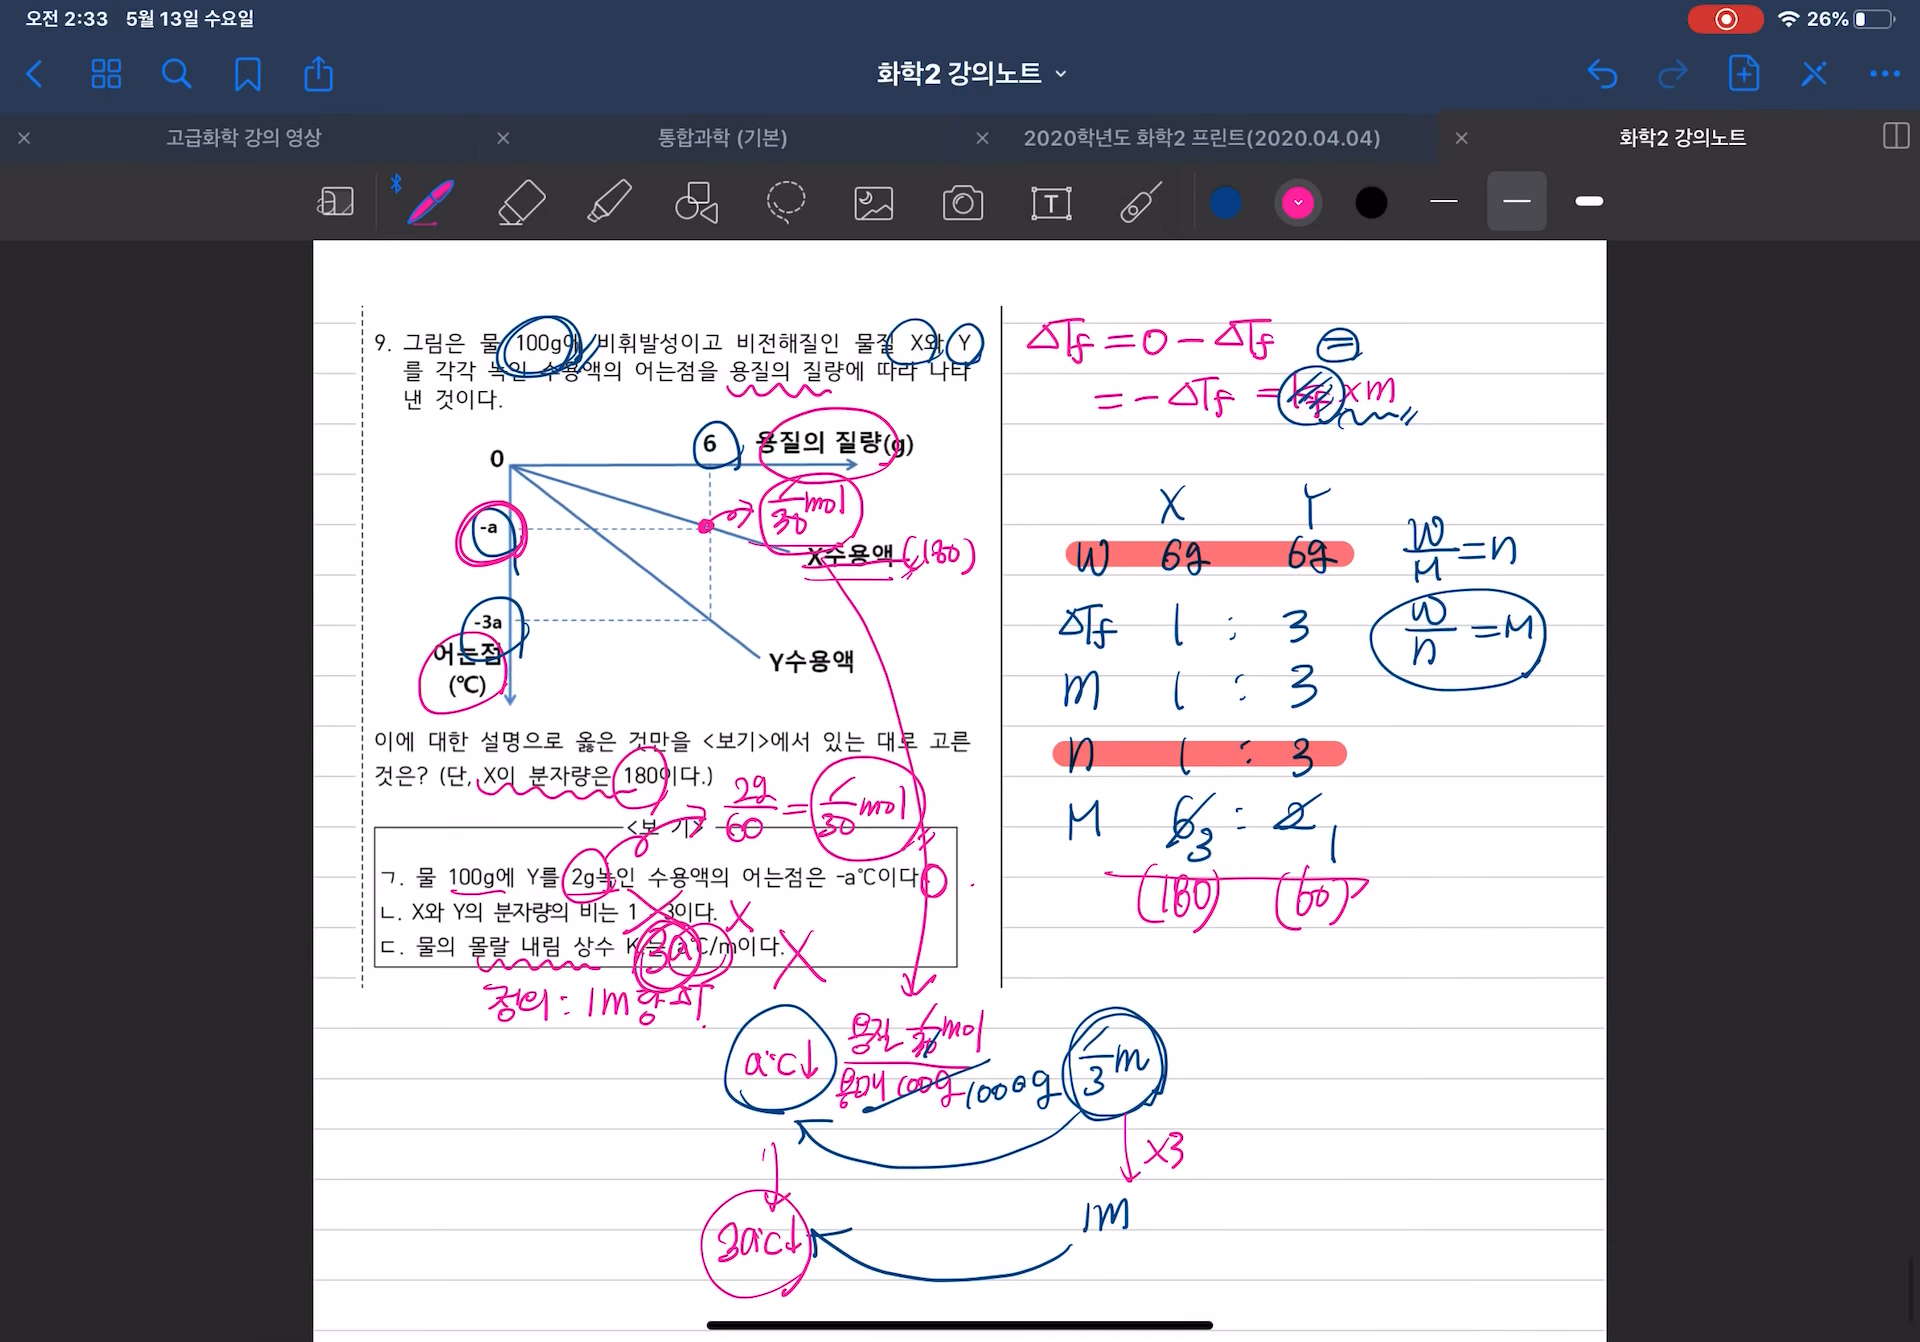 오전 2:33 5월 13일 수요일
26%
화학2 강의노트
고급화학 강의 영상
통합과학 (기본)
2020학년도 화학2 프린트(2020.04.04)
화학2 강의노트
9. 그림은 물 100g에 비휘발성이고 비전해질인 물질 X와 Y
를 각각 녹인 수용액의 어는점을 용질의 질량에 따라 나타
낸 것이다.
0
6
용질의 질량(g)
-a
1/30 mol
X수용액 (180)
-3a
어는점
(℃)
Y수용액
이에 대한 설명으로 옳은 것만을 <보기>에서 있는 대로 고른
것은? (단, X의 분자량은 180이다.)
2g/60 = 1/30 mol
<보 기>
ㄱ. 물 100g에 Y를 2g녹인 수용액의 어는점은 -a℃이다.
ㄴ. X와 Y의 분자량의 비는 1 : 3이다. X
ㄷ. 물의 몰랄 내림 상수 K는 a℃/m이다. X
3a
정의 : 1m당 ΔT
ΔTf = 0 - ΔTf
= -ΔTf = kf × m
X Y
W 6g 6g
W/M = n
ΔTf 1 : 3
W/n = M
m 1 : 3
n 1 : 3
M 6 : 2
3 1
(180) (60)
a℃↓ 용질 1/30 mol
용매 100g 1000g 1/3 m
×3
1m
3a℃↓